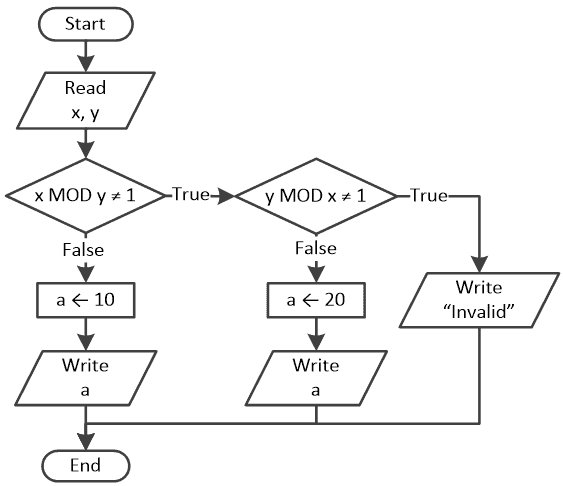 Start
Read
x, y
x MOD y ≠ 1
True
y MOD x ≠ 1
True
False
False
a ← 10
a ← 20
Write
“Invalid”
Write
a
Write
a
End